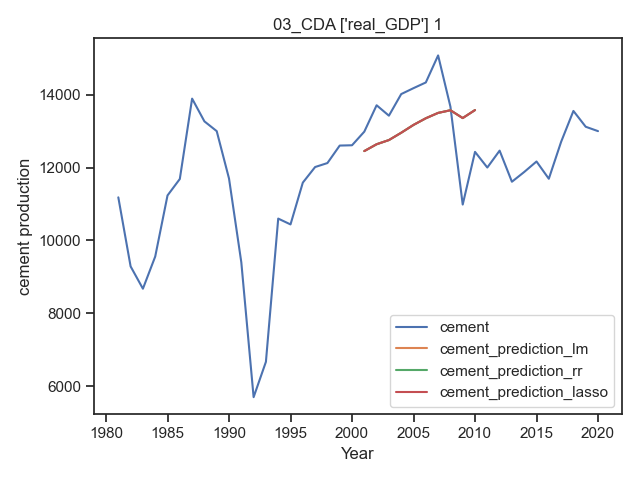 03_CDA ['real_GDP'] 1
cement production
14000
12000
10000
8000
6000
cement
cement_prediction_lm
cement_prediction_rr
cement_prediction_lasso
1980 1985 1990 1995 2000 2005 2010 2015 2020
Year